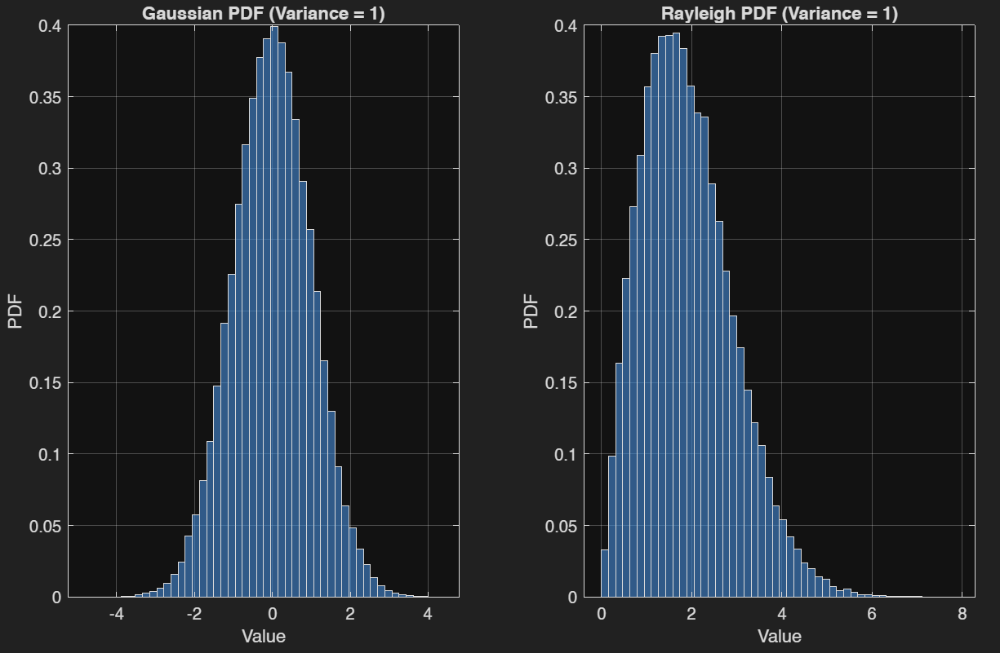 Gaussian PDF (Variance = 1)
0.4
0.35
0.3
0.25
0.2
0.15
0.1
0.05
0
PDF
-4 -2 0 2 4
Value
Rayleigh PDF (Variance = 1)
0.4
0.35
0.3
0.25
0.2
0.15
0.1
0.05
0
PDF
0 2 4 6 8
Value